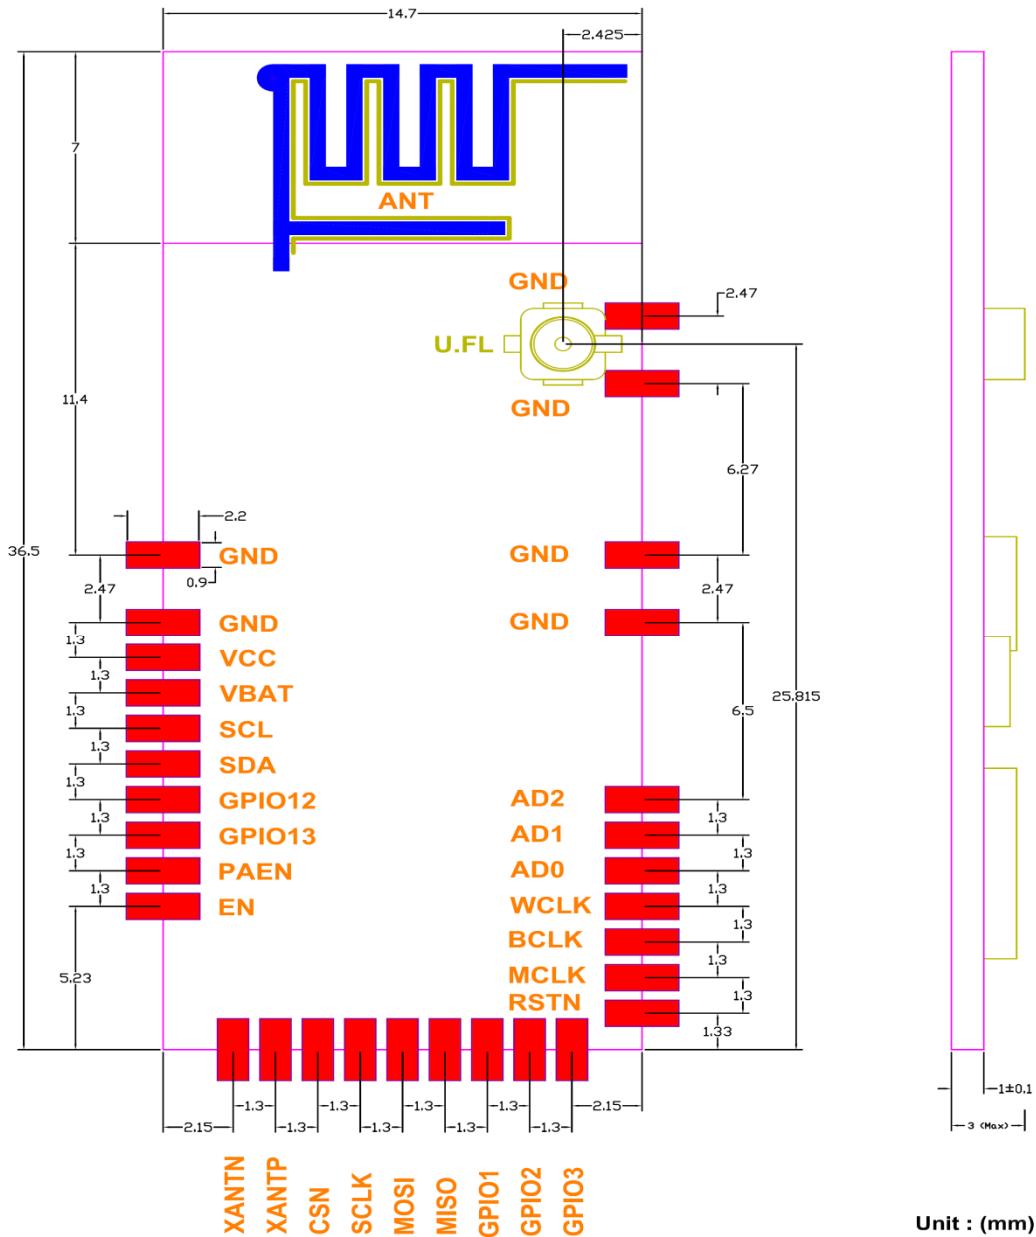 14.7
2.425
7
ANT
GND
2.47
U.FL
GND
11.4
6.27
2.2
36.5
GND
GND
0.9
2.47
2.47
GND
GND
1.3
VCC
1.3
VBAT
25.815
6.5
1.3
SCL
1.3
SDA
1.3
GPIO12
AD2
1.3
1.3
GPIO13
AD1
1.3
1.3
PAEN
AD0
1.3
1.3
EN
WCLK
1.3
BCLK
1.3
5.23
MCLK
1.3
RSTN
1.33
1±0.1
1.3
1.3
1.3
1.3
2.15
2.15
1.3
1.3
1.3
1.3
3 (Max)
XANTN
XANTP
CSN
SCLK
MOSI
MISO
GPIO1
GPIO2
GPIO3
Unit : (mm)